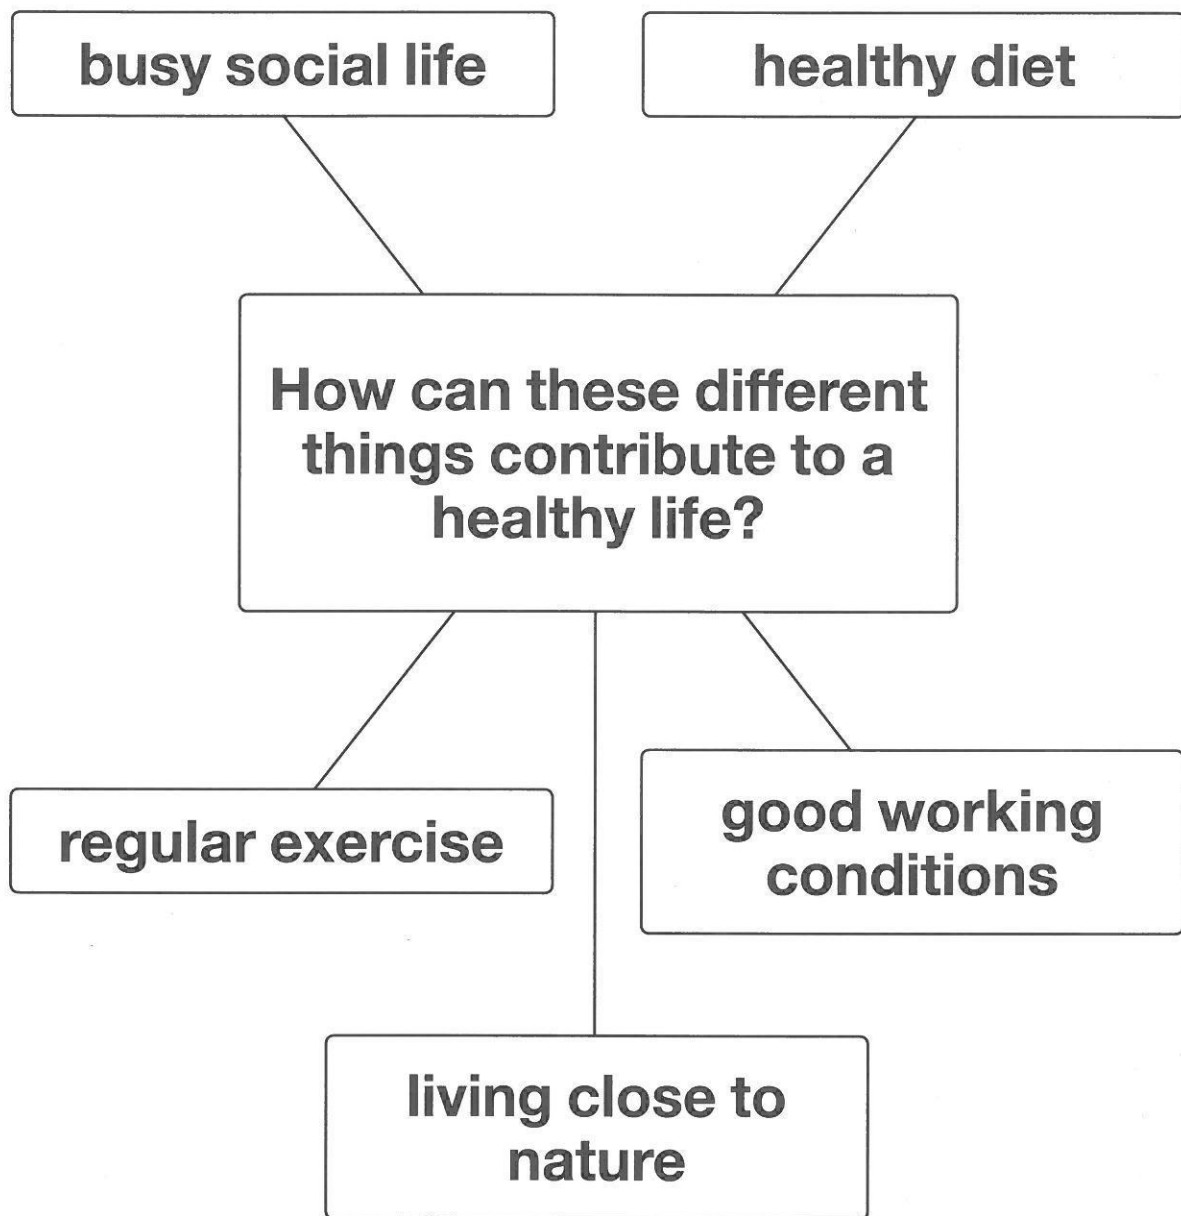 busy social life
healthy diet
How can these different
things contribute to a
healthy life?
regular exercise
good working
conditions
living close to
nature